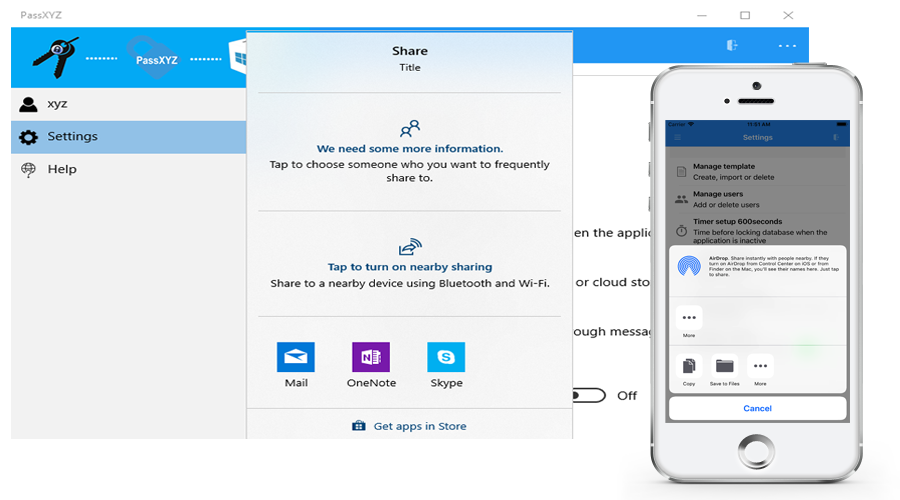 PassXYZ
PassXYZ
Share
Title
xyz
Settings
Help
We need some more information.
Tap to choose someone who you want to frequently
share to.
Tap to turn on nearby sharing
Share to a nearby device using Bluetooth and Wi-Fi.
Mail
OneNote
Skype
Get apps in Store
en the applic
or cloud sto
ough messa
Off
Carrier
11:51 AM
Settings
Manage template
Create, import or delete
Manage users
Add or delete users
Timer setup 600seconds
Time before locking database when the
application is inactive
AirDrop. Share instantly with people nearby. If they
turn on AirDrop from Control Center on iOS or from
Finder on the Mac, you'll see their names here. Just tap
to share.
More
Copy
Save to Files
More
Cancel